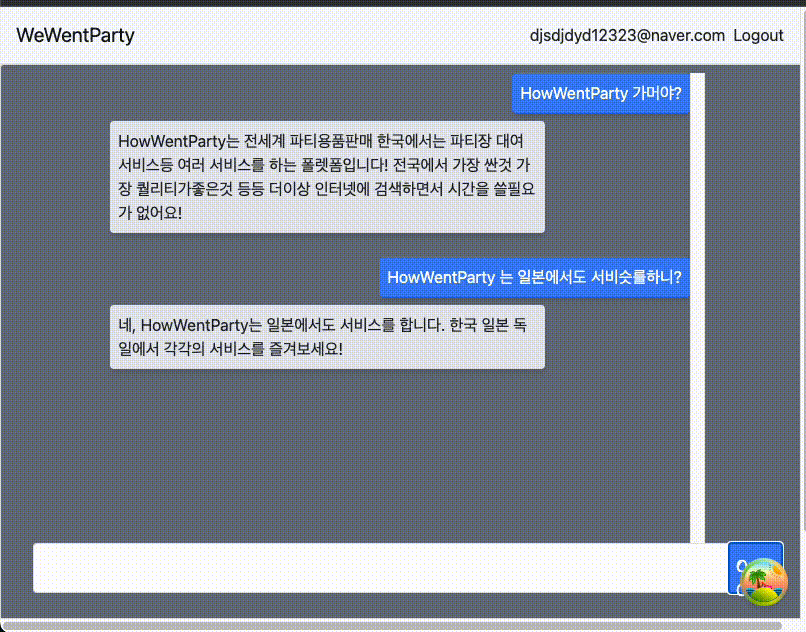 WeWentParty
djsdjdyd12323@naver.com Logout
HowWentParty 가머야?
HowWentParty는 전세계 파티용품판매 한국에서는 파티장 대여
서비스등 여러 서비스를 하는 폴렛폼입니다! 전국에서 가장 싼것 가
장 퀄리티가좋은것 등등 더이상 인터넷에 검색하면서 시간을 쓸필요
가 없어요!
HowWentParty 는 일본에서도 서비슷를하니?
네, HowWentParty는 일본에서도 서비스를 합니다. 한국 일본 독
일에서 각각의 서비스를 즐겨보세요!